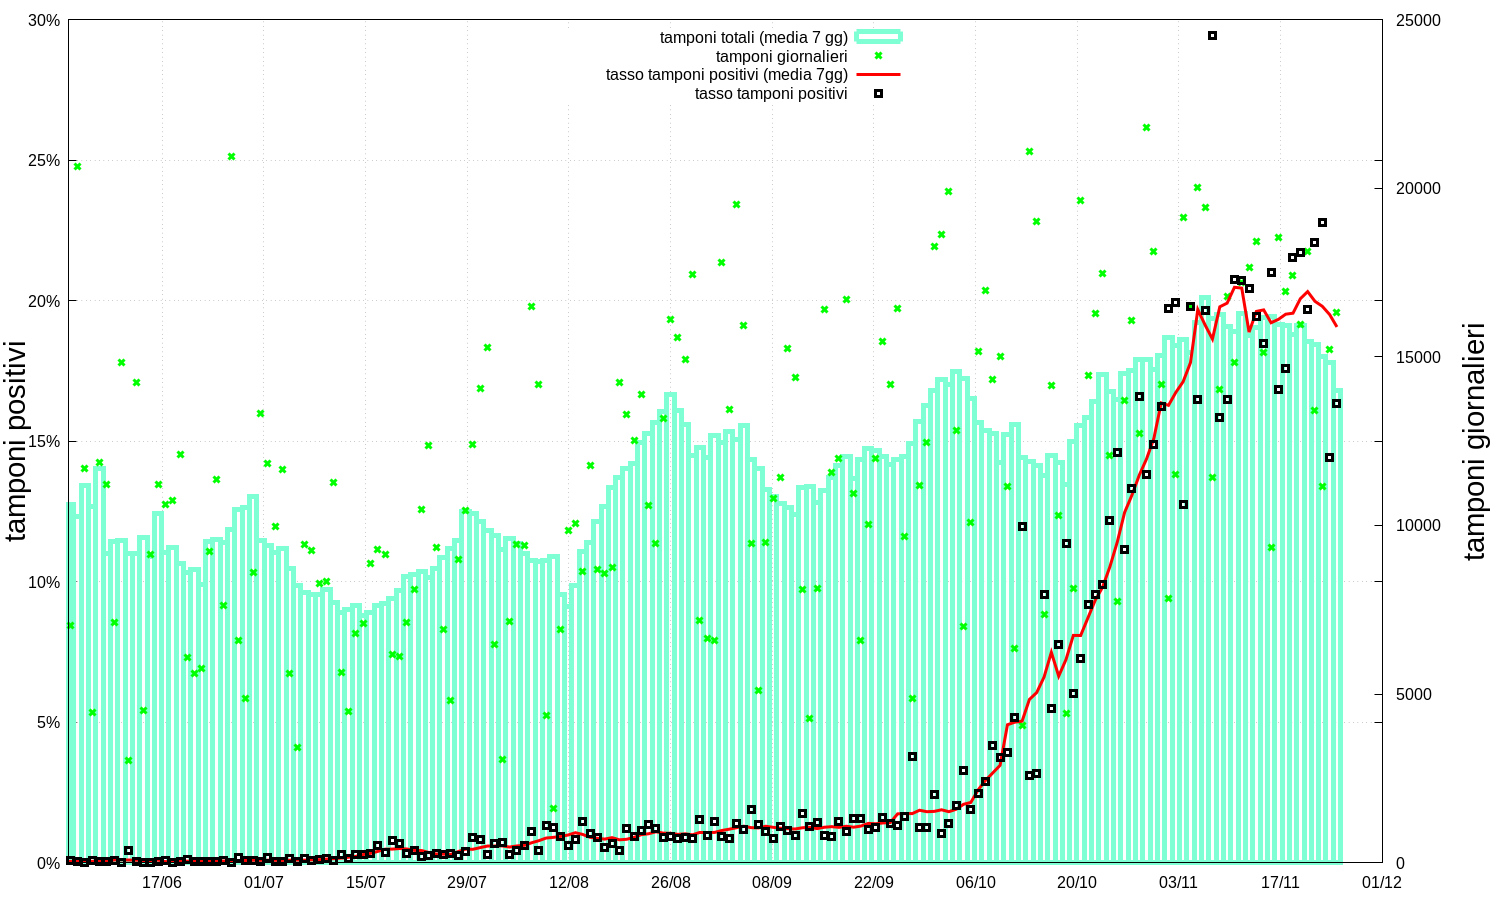 tamponi totali (media 7 gg)
tamponi giornalieri
tasso tamponi positivi (media 7gg)
tasso tamponi positivi
30%
25%
20%
15%
10%
5%
0%
tamponi positivi
25000
20000
15000
10000
5000
0
tamponi giornalieri
17/06 01/07 15/07 29/07 12/08 26/08 08/09 22/09 06/10 20/10 03/11 17/11 01/12